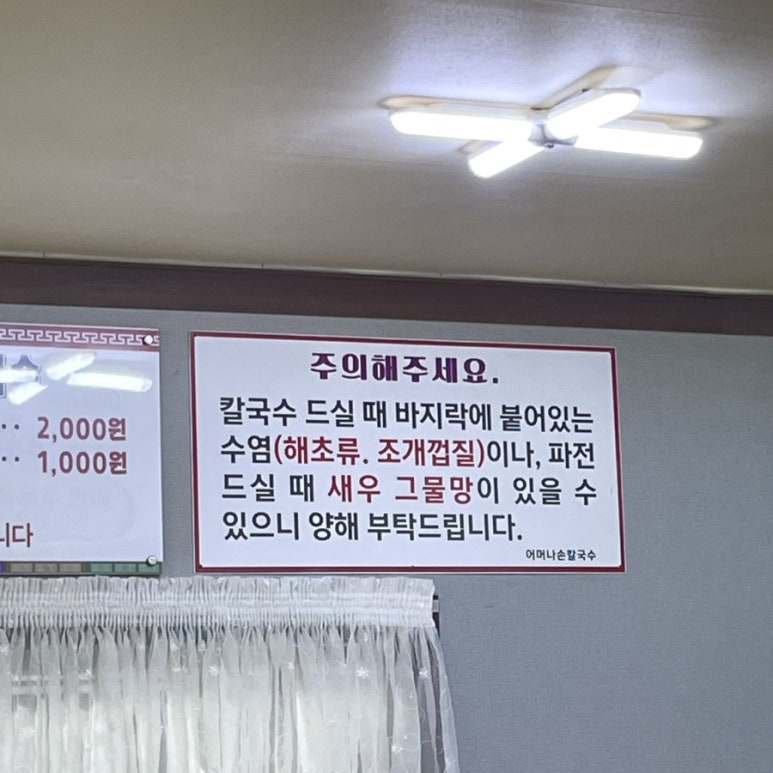 2,000원
1,000원
니다
주의해주세요.
칼국수 드실 때 바지락에 붙어있는
수염(해초류. 조개껍질)이나, 파전
드실 때 새우 그물망이 있을 수
있으니 양해 부탁드립니다.
어머나손칼국수